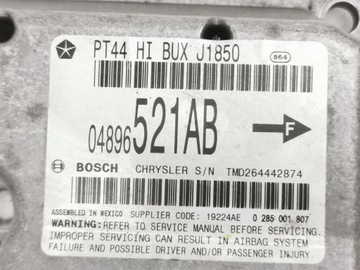 PT44 HI BUX J1850
864
04896521AB
F
BOSCH CHRYSLER S/N TMD264442874
ASSEMBLED IN MEXICO SUPPLIER CODE: 19224AE 0 285 001 807
WARNING: REFER TO SERVICE MANUAL BEFORE SERVICING
IMPROPER SERVICING CAN RESULT IN AIRBAG SYSTEM
FAILURE AND POSSIBLE DRIVER AND/OR PASSENGER INJURY